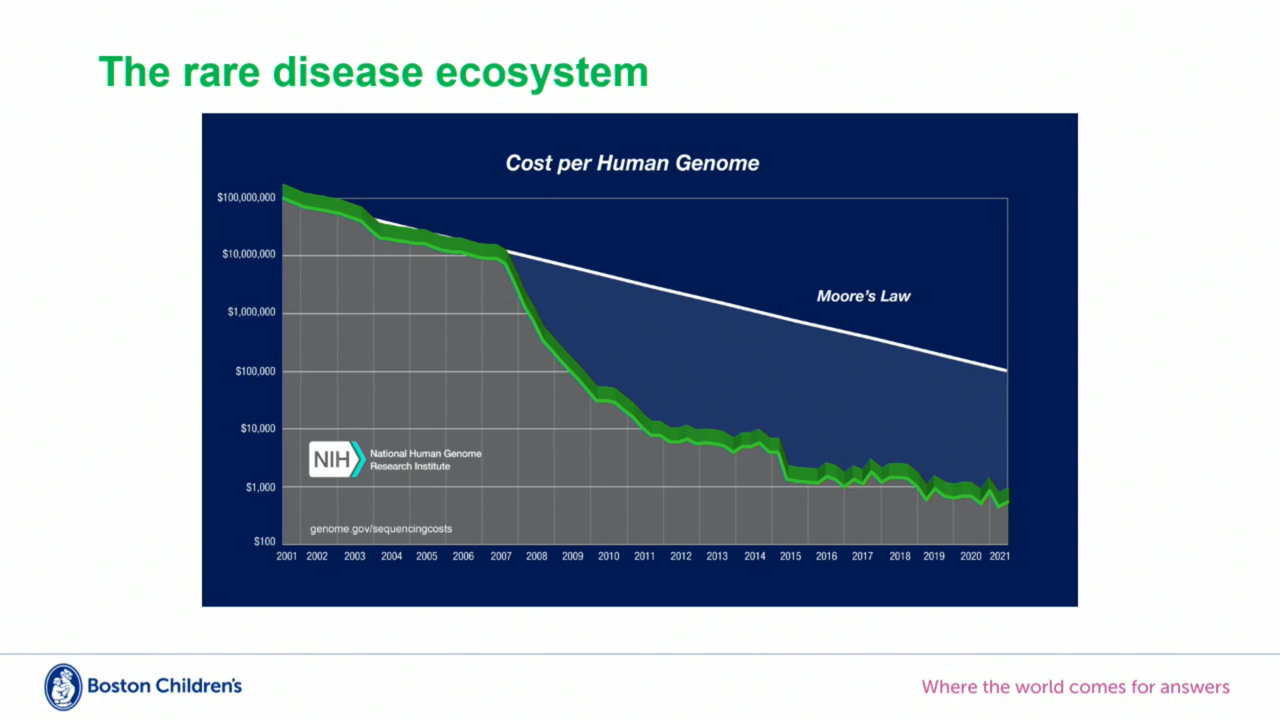 The rare disease ecosystem
Cost per Human Genome
$100,000,000
$10,000,000
$1,000,000
$100,000
$10,000
$1,000
$100
Moore's Law
NIH
National Human Genome
Research Institute
genome.gov/sequencingcosts
2001 2002 2003 2004 2005 2006 2007 2008 2009 2010 2011 2012 2013 2014 2015 2016 2017 2018 2019 2020 2021
Boston Children's
Where the world comes for answers